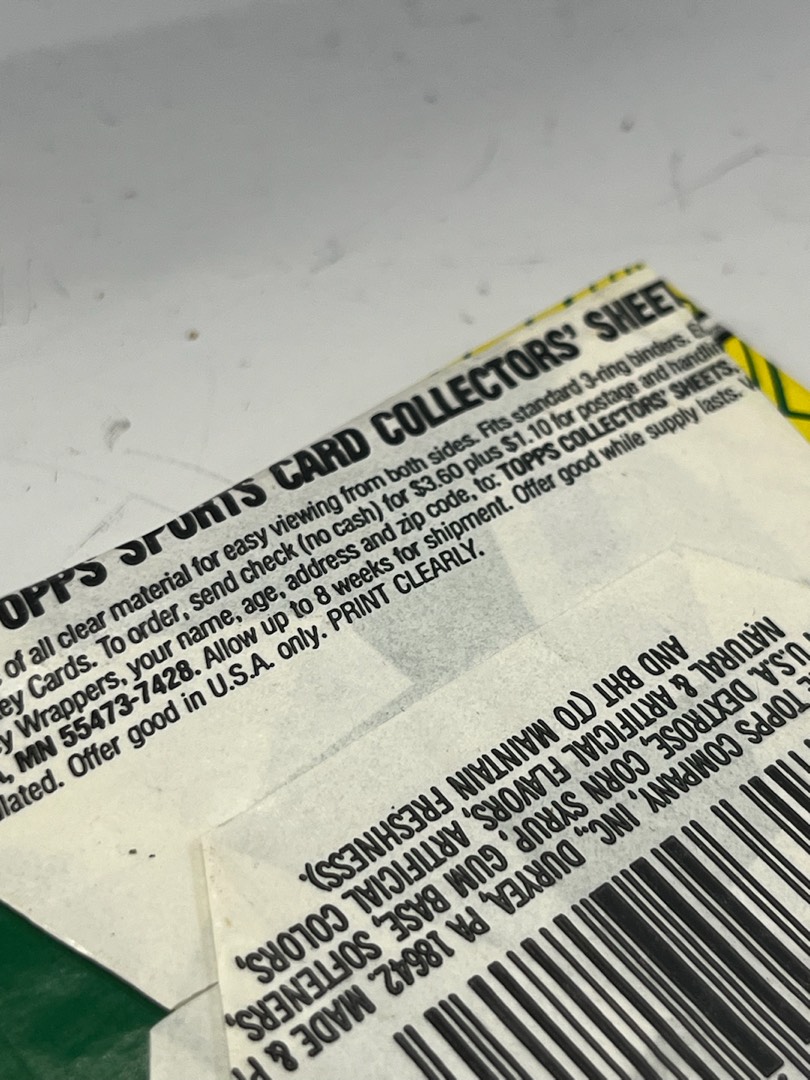 TOPPS SPORTS CARD COLLECTORS' SHEET
of all clear material for easy viewing from both sides. Fits standard 3-ring binders.
ey Cards. To order, send check (no cash) for $3.60 plus $1.10 for postage and handlin
y Wrappers, your name, age, address and zip code, to: TOPPS COLLECTORS' SHEETS,
, MN 55473-7428. Allow up to 8 weeks for shipment. Offer good while supply lasts.
lated. Offer good in U.S.A. only. PRINT CLEARLY.
E TOPPS COMPANY, INC., DURYEA, PA 18642, MADE & P
U.S.A. DEXTROSE, CORN SYRUP, GUM BASE, SOFTENERS,
NATURAL & ARTIFICIAL FLAVORS, ARTIFICIAL COLORS,
AND BHT (TO MAINTAIN FRESHNESS).